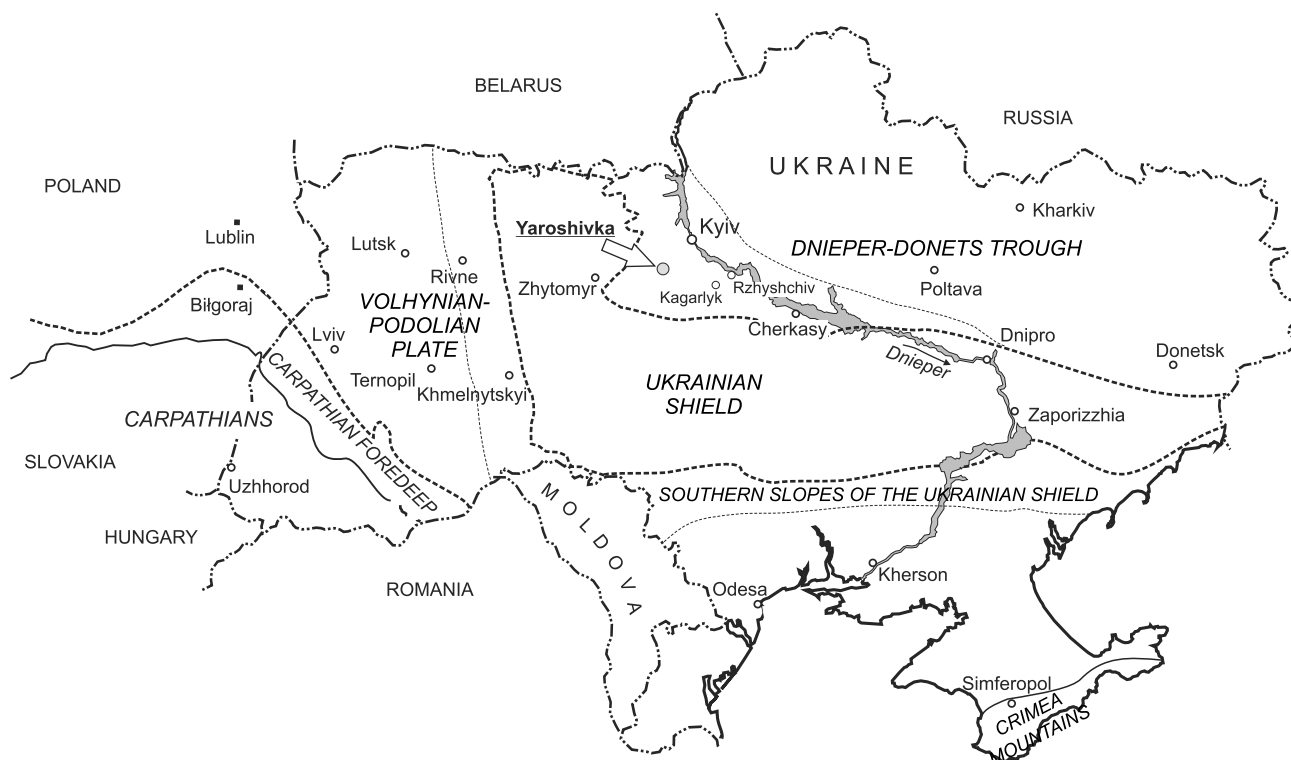 BELARUS
RUSSIA
UKRAINE
POLAND
Kharkiv
Lublin
Lutsk
Yaroshivka
Kyiv
DNIEPER-DONETS TROUGH
Rivne
Zhytomyr
Kagarlyk
Rzhyshchiv
Poltava
Biłgoraj
VOLHYNIAN-
PODOLIAN
PLATE
Lviv
Cherkasy
Dnipro
Dnieper
Donetsk
Ternopil
Khmelnytskyi
UKRAINIAN
SHIELD
CARPATHIAN FOREDEEP
CARPATHIANS
Zaporizzhia
SLOVAKIA
Uzhhorod
MOLDOVA
SOUTHERN SLOPES OF THE UKRAINIAN SHIELD
HUNGARY
ROMANIA
Kherson
Odesa
Simferopol
CRIMEA
MOUNTAINS